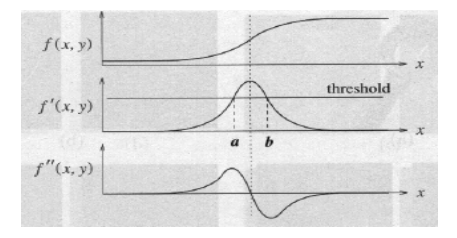 f(x, y)
x
threshold
f'(x, y)
x
a
b
f''(x, y)
x